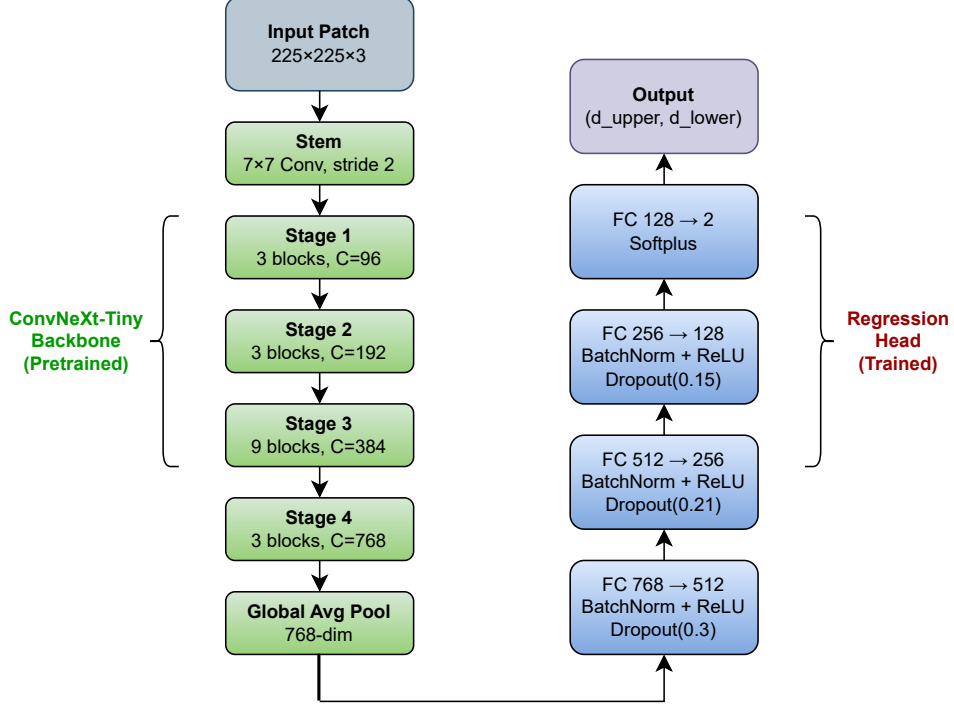 Input Patch
225×225×3
Stem
7×7 Conv, stride 2
Stage 1
3 blocks, C=96
ConvNeXt-Tiny
Backbone
(Pretrained)
Stage 2
3 blocks, C=192
Stage 3
9 blocks, C=384
Stage 4
3 blocks, C=768
Global Avg Pool
768-dim
FC 768 → 512
BatchNorm + ReLU
Dropout(0.3)
FC 512 → 256
BatchNorm + ReLU
Dropout(0.21)
FC 256 → 128
BatchNorm + ReLU
Dropout(0.15)
Regression
Head
(Trained)
FC 128 → 2
Softplus
Output
(d_upper, d_lower)